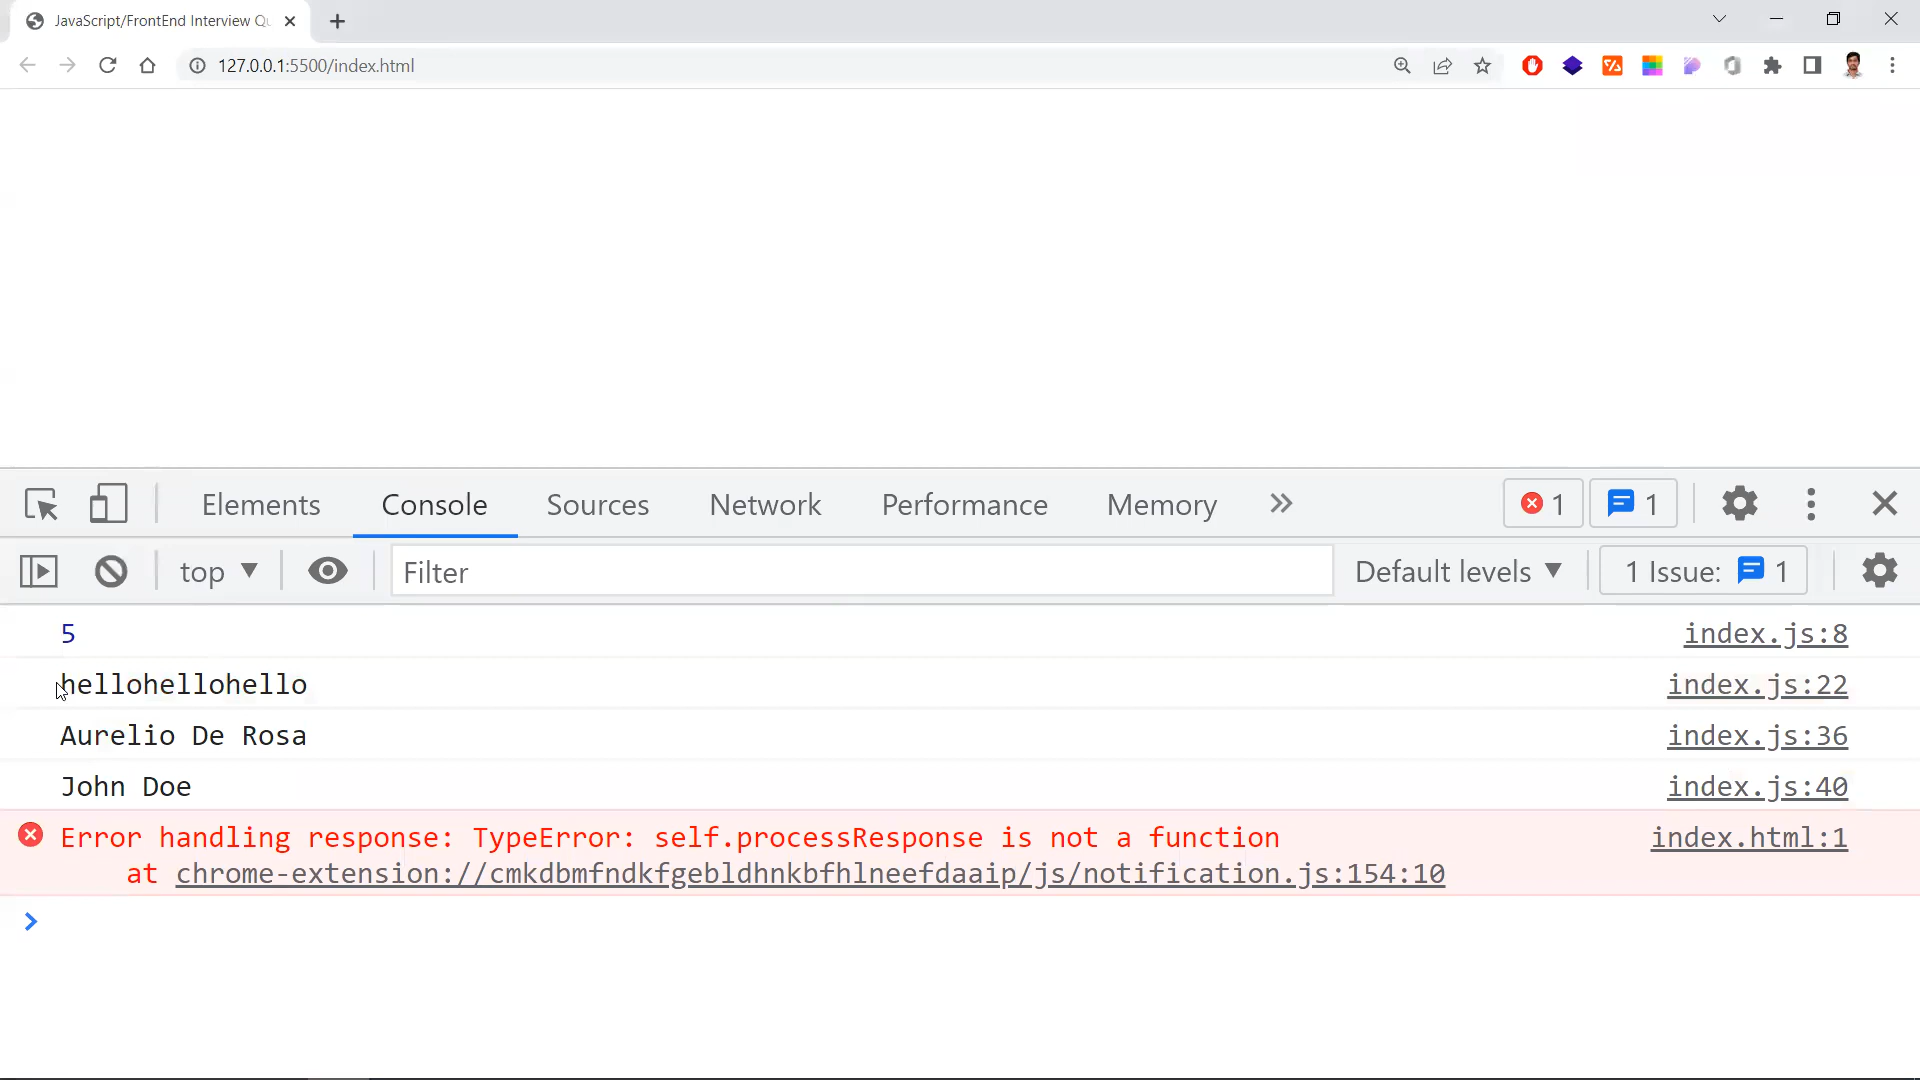 JavaScript/FrontEnd Interview Qu
127.0.0.1:5500/index.html
Elements Console Sources Network Performance Memory 1 1
top Filter Default levels 1 Issue: 1
5 index.js:8
hellohellohello index.js:22
Aurelio De Rosa index.js:36
John Doe index.js:40
Error handling response: TypeError: self.processResponse is not a function index.html:1
at chrome-extension://cmkdbmfndkfgebldhnkbfhlneefdaaip/js/notification.js:154:10